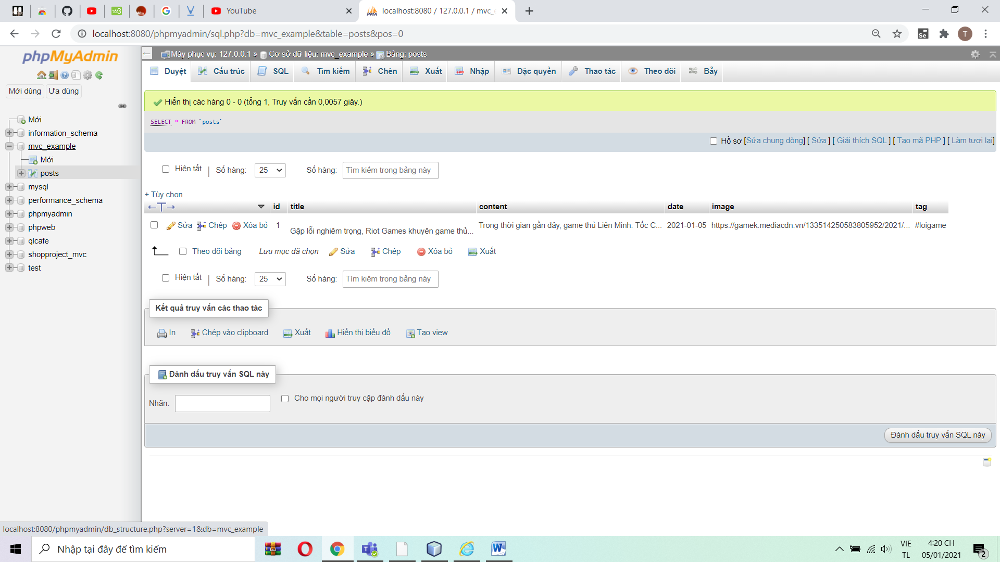 YouTube
localhost:8080 / 127.0.0.1 / mvc_
localhost:8080/phpmyadmin/sql.php?db=mvc_example&table=posts&pos=0
Se
T
phpMyAdmin
Mới dùng
Ưa dùng
Mới
information_schema
mvc_example
Mới
posts
mysql
performance_schema
phpmyadmin
phpweb
qlcafe
shopproject_mvc
test
Máy phục vụ: 127.0.0.1 » Cơ sở dữ liệu: mvc_example » Bảng: posts
Duyệt Cấu trúc SQL Tìm kiếm Chèn Xuất Nhập Đặc quyền Thao tác Theo dõi Bẫy
Hiển thị các hàng 0 - 0 (tổng 1, Truy vấn cần 0,0057 giây.)
SELECT * FROM `posts`
Hồ sơ [Sửa chung dòng] [ Sửa ] [ Giải thích SQL ] [ Tạo mã PHP ] [ Làm tươi lại]
Hiện tất | Số hàng: 25 Số hàng: Tìm kiếm trong bảng này
+ Tùy chọn
←T→ id title content date image tag
Sửa Chép Xóa bỏ 1 Gặp lỗi nghiêm trọng, Riot Games khuyên game thủ... Trong thời gian gần đây, game thủ Liên Minh: Tốc C... 2021-01-05 https://gamek.mediacdn.vn/133514250583805952/2021/... #loigame
Theo dõi bảng Lưu mục đã chọn Sửa Chép Xóa bỏ Xuất
Hiện tất | Số hàng: 25 Số hàng: Tìm kiếm trong bảng này
Kết quả truy vấn các thao tác
In Chép vào clipboard Xuất Hiển thị biểu đồ Tạo view
Đánh dấu truy vấn SQL này
Nhãn: Cho mọi người truy cập đánh dấu này
Đánh dấu truy vấn SQL này
localhost:8080/phpmyadmin/db_structure.php?server=1&db=mvc_example
Nhập tại đây để tìm kiếm
VIE
TL
4:20 CH
05/01/2021
2